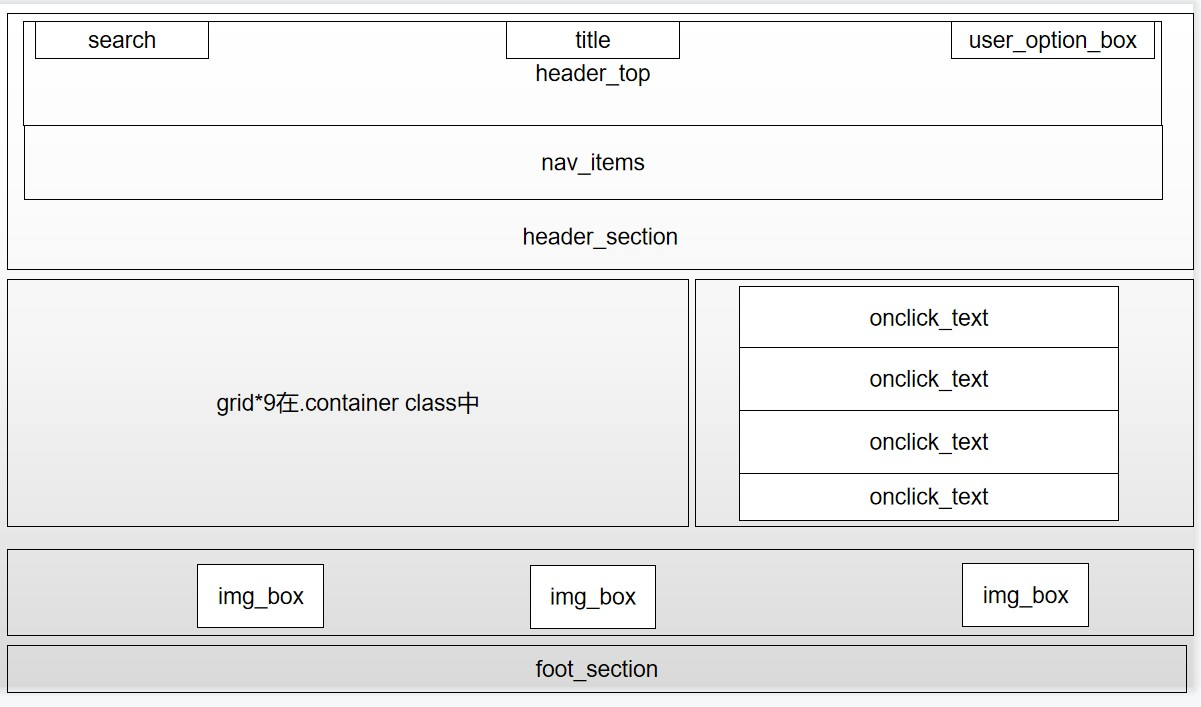 search
title
user_option_box
header_top
nav_items
header_section
grid*9在.container class中
onclick_text
onclick_text
onclick_text
onclick_text
img_box
img_box
img_box
foot_section